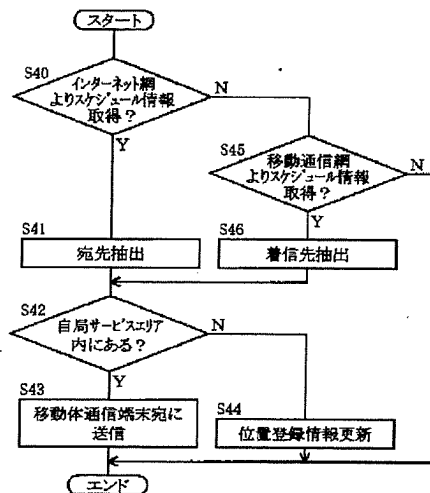 スタート
S40
インターネット網
よりスケジュール情報
取得？
N
Y
S45
移動通信網
よりスケジュール情報
取得？
N
Y
S41
宛先抽出
S46
着信先抽出
S42
自局サービスエリア
内にある？
N
Y
S43
移動体通信端末宛に
送信
S44
位置登録情報更新
エンド